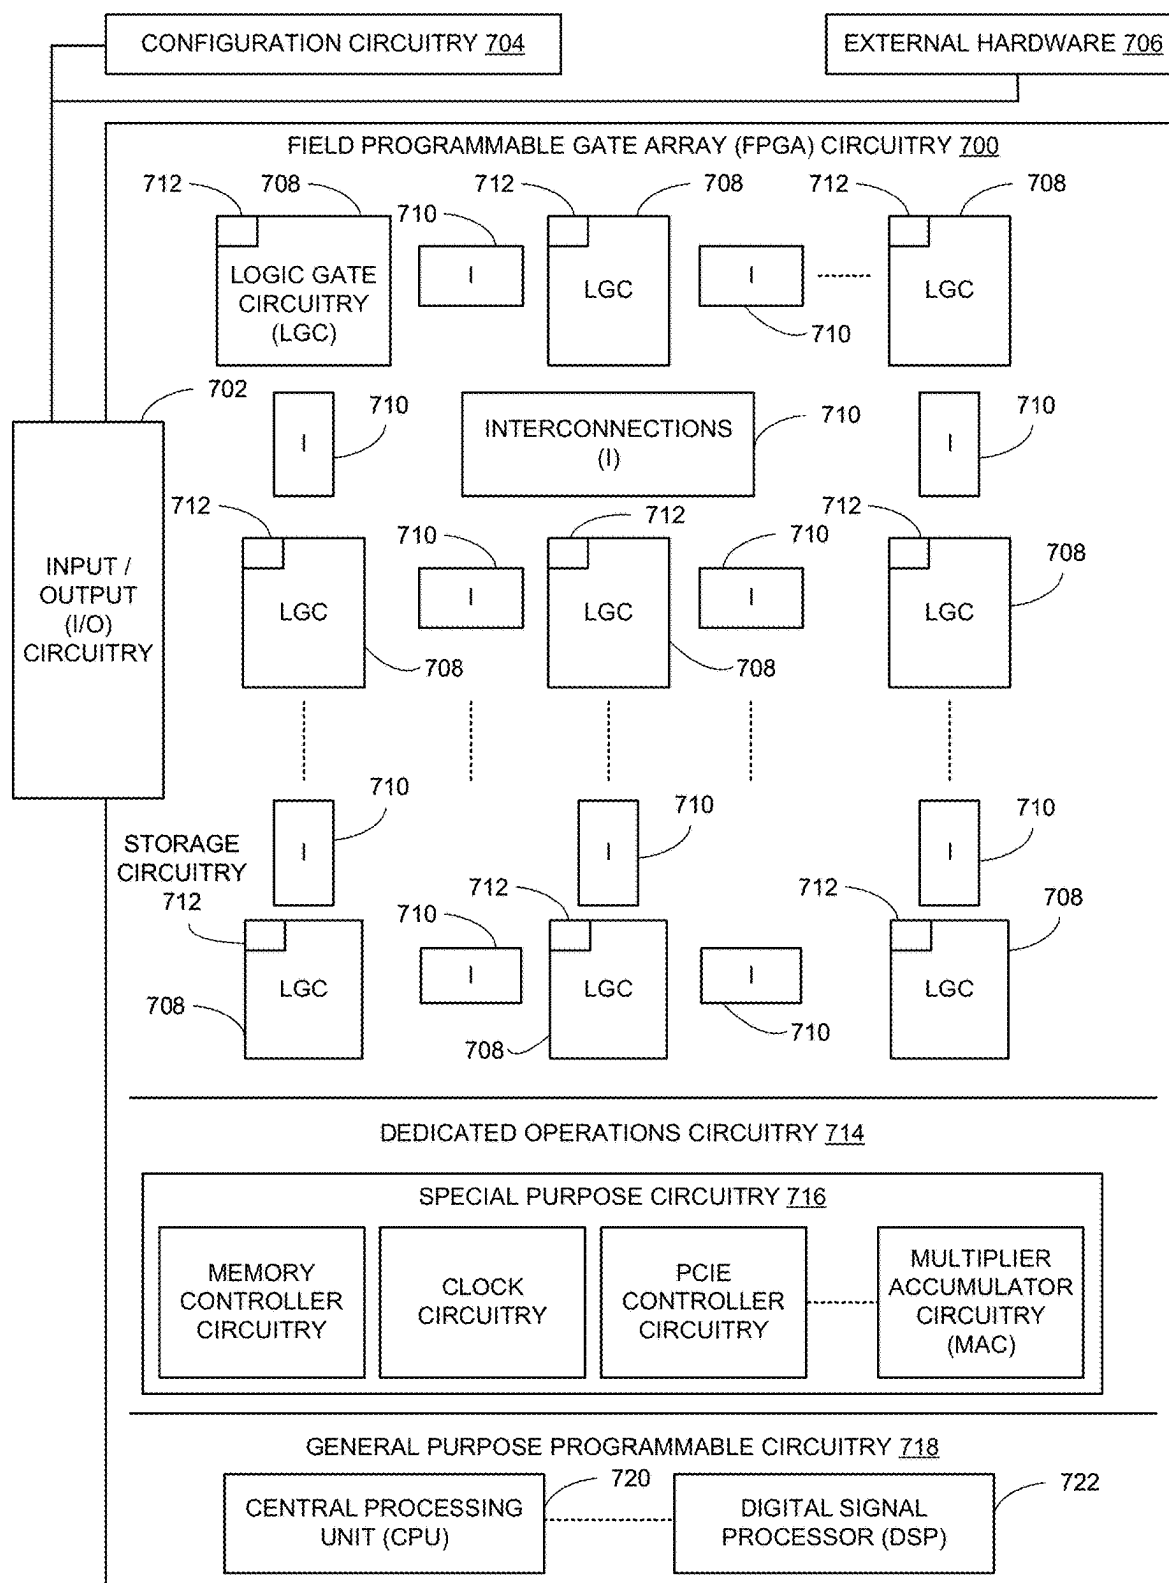 CONFIGURATION CIRCUITRY 704
EXTERNAL HARDWARE 706
FIELD PROGRAMMABLE GATE ARRAY (FPGA) CIRCUITRY 700
712
708
712
708
712
708
710
LOGIC GATE
CIRCUITRY
(LGC)
I
LGC
I
LGC
710
702
710
710
710
I
INTERCONNECTIONS
(I)
I
712
712
712
710
710
708
INPUT /
OUTPUT
(I/O)
CIRCUITRY
LGC
I
LGC
I
LGC
708
708
710
710
710
I
I
I
STORAGE
CIRCUITRY
712
712
712
708
710
LGC
I
LGC
I
LGC
708
708
710
DEDICATED OPERATIONS CIRCUITRY 714
SPECIAL PURPOSE CIRCUITRY 716
MEMORY
CONTROLLER
CIRCUITRY
CLOCK
CIRCUITRY
PCIE
CONTROLLER
CIRCUITRY
MULTIPLIER
ACCUMULATOR
CIRCUITRY
(MAC)
GENERAL PURPOSE PROGRAMMABLE CIRCUITRY 718
720
722
CENTRAL PROCESSING
UNIT (CPU)
DIGITAL SIGNAL
PROCESSOR (DSP)